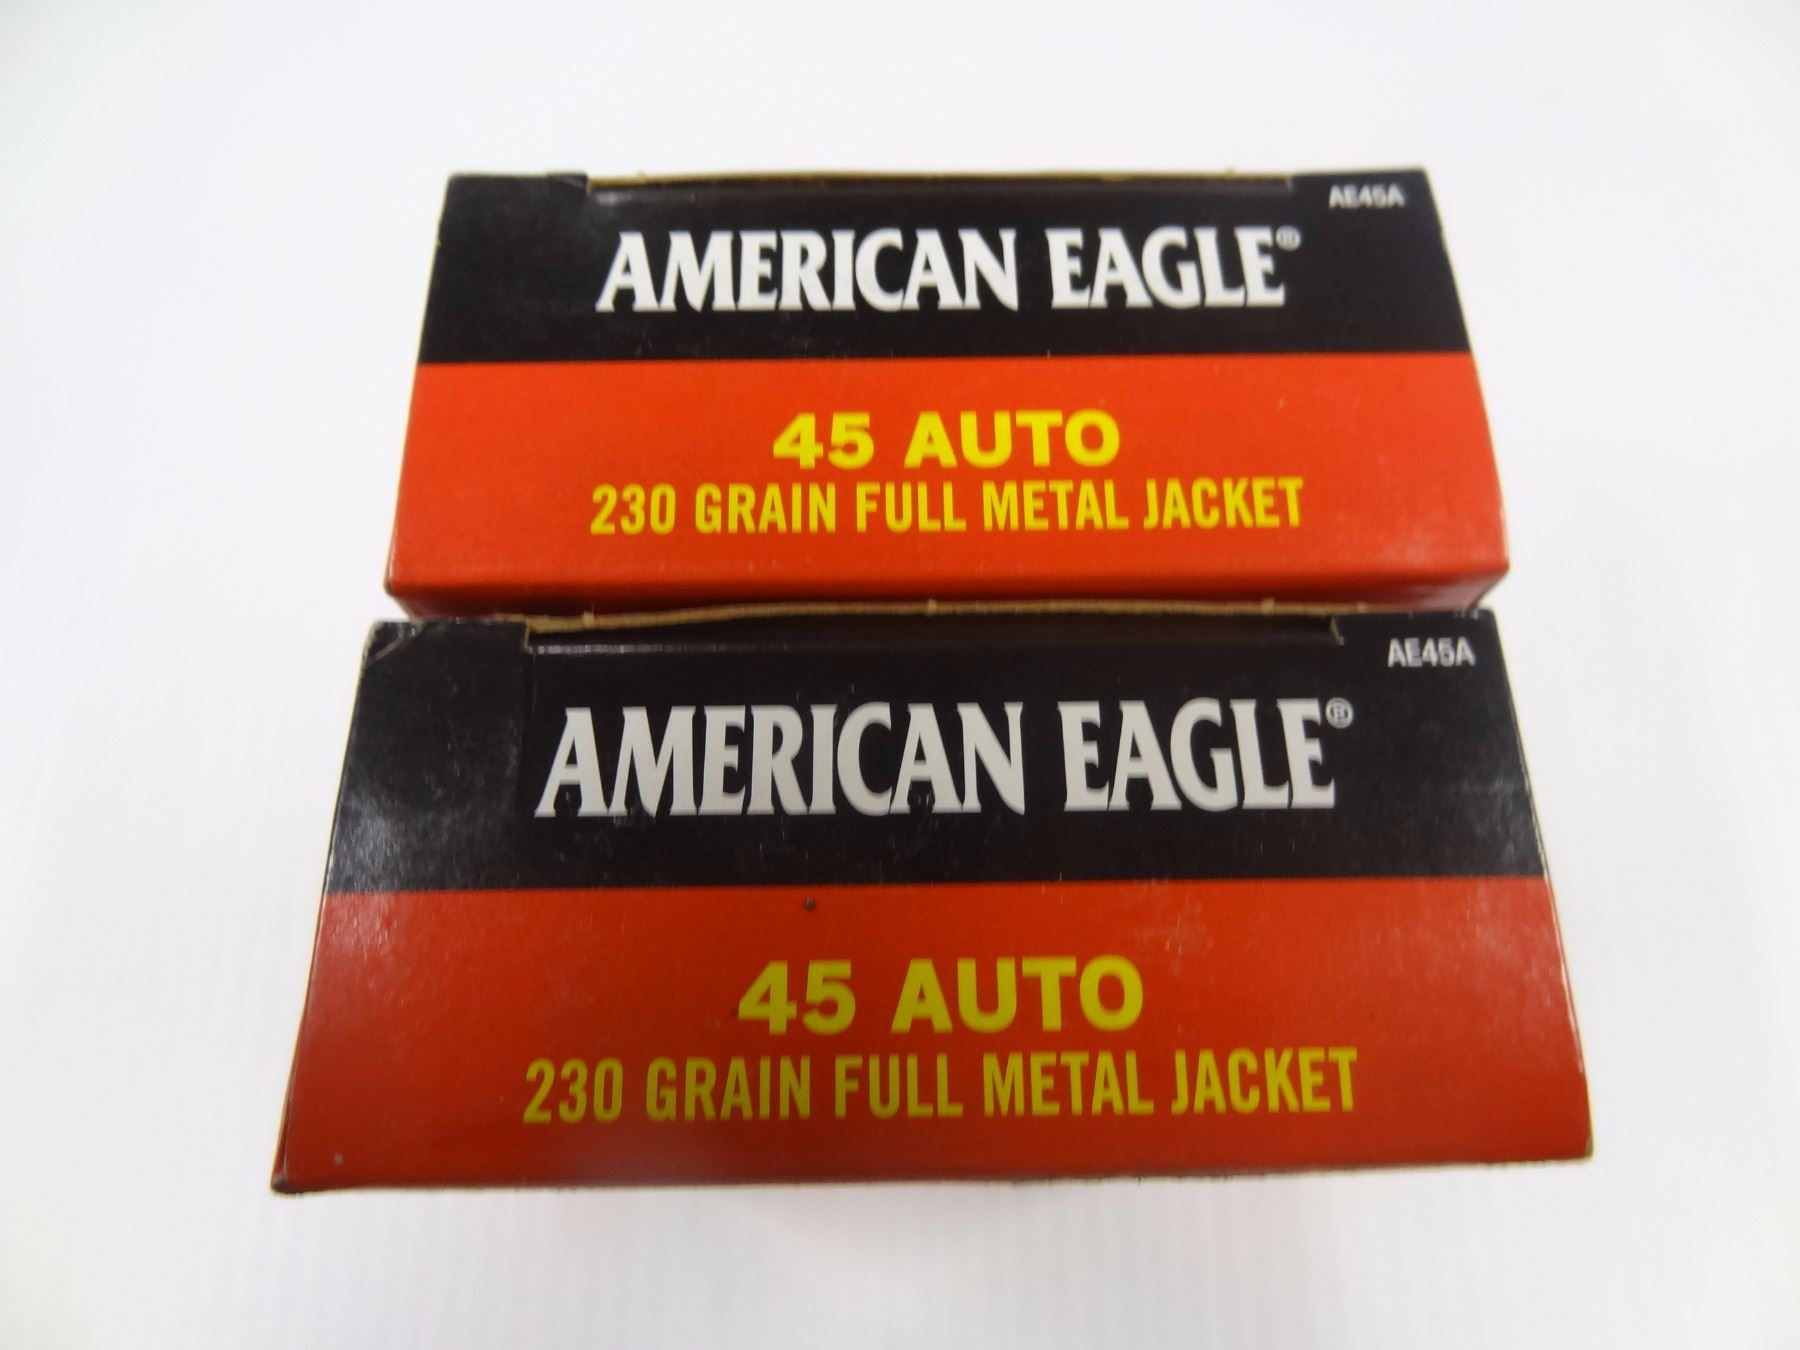 AE45A
AMERICAN EAGLE®
45 AUTO
230 GRAIN FULL METAL JACKET
AE45A
AMERICAN EAGLE®
45 AUTO
230 GRAIN FULL METAL JACKET